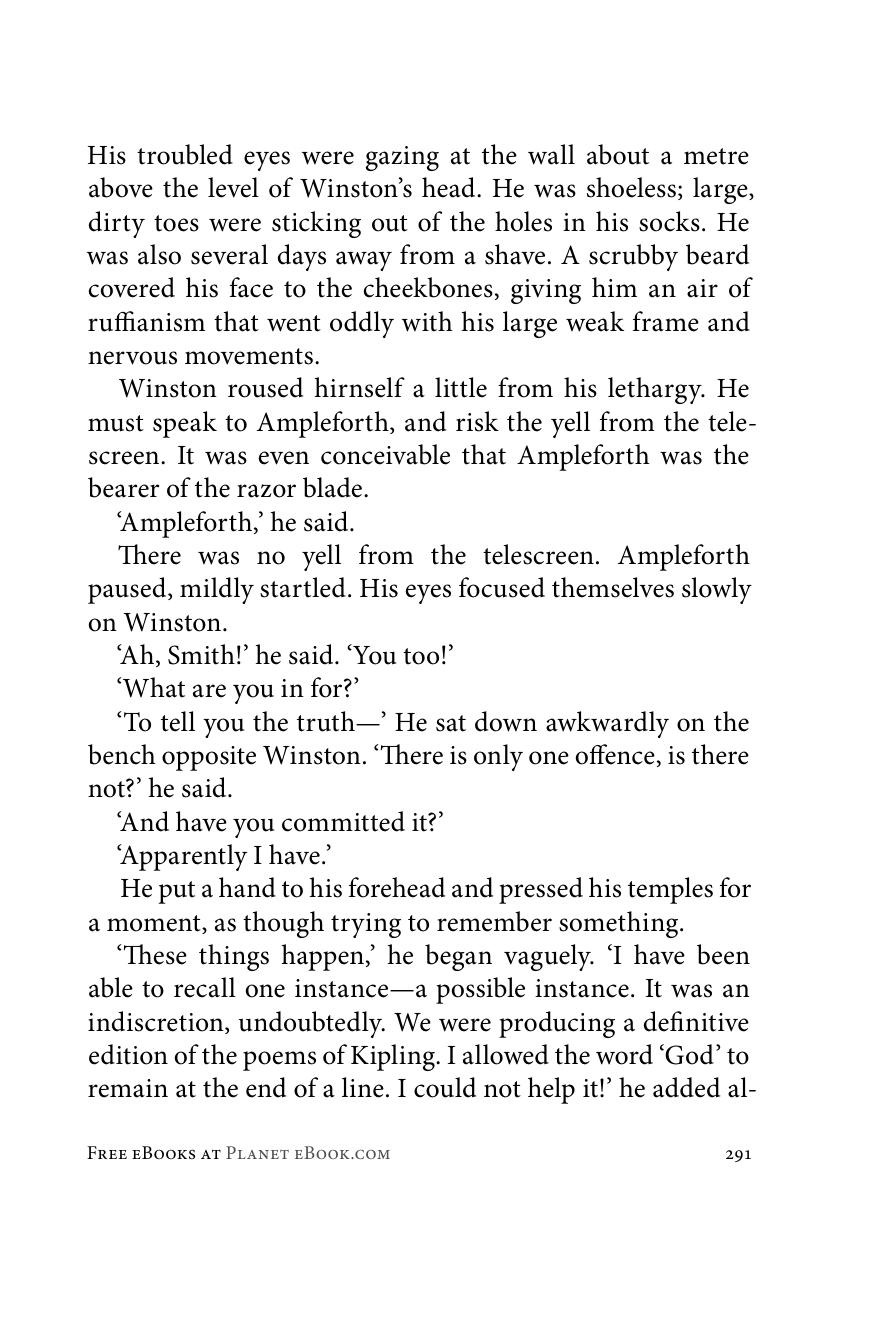 His troubled eyes were gazing at the wall about a metre
above the level of Winston’s head. He was shoeless; large,
dirty toes were sticking out of the holes in his socks. He
was also several days away from a shave. A scrubby beard
covered his face to the cheekbones, giving him an air of
ruffianism that went oddly with his large weak frame and
nervous movements.
Winston roused hirnself a little from his lethargy. He
must speak to Ampleforth, and risk the yell from the tele-
screen. It was even conceivable that Ampleforth was the
bearer of the razor blade.
‘Ampleforth,’ he said.
There was no yell from the telescreen. Ampleforth
paused, mildly startled. His eyes focused themselves slowly
on Winston.
‘Ah, Smith!’ he said. ‘You too!’
‘What are you in for?’
‘To tell you the truth—’ He sat down awkwardly on the
bench opposite Winston. ‘There is only one offence, is there
not?’ he said.
‘And have you committed it?’
‘Apparently I have.’
He put a hand to his forehead and pressed his temples for
a moment, as though trying to remember something.
‘These things happen,’ he began vaguely. ‘I have been
able to recall one instance—a possible instance. It was an
indiscretion, undoubtedly. We were producing a definitive
edition of the poems of Kipling. I allowed the word ‘God’ to
remain at the end of a line. I could not help it!’ he added al-
Free eBooks at Planet eBook.com 291